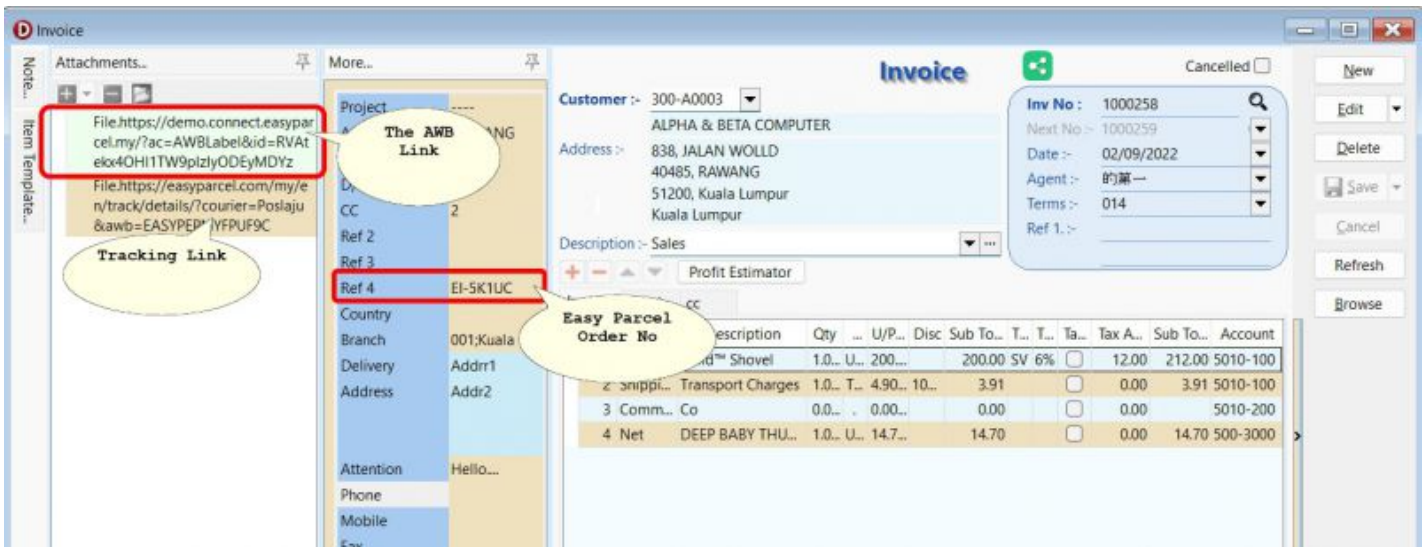 Invoice
Note...
Item Template...
Attachments...
File.https://demo.connect.easypar
cel.my/?ac=AWBLabel&id=RVAt
ekx4OHI1TW9pIzIyODEyMDYz
File.https://easyparcel.com/my/e
n/track/details/?courier=Poslaju
The AWB
Link
Tracking Link
More...
Project ----
CC 2
Ref 2
Ref 3
Ref 4 EI-5K1UC
Country
Branch 001;Kuala
Delivery Addrr1
Address Addr2
Attention Hello....
Phone
Mobile
Fax
Easy Parcel
Order No
Invoice
Cancelled
Customer :- 300-A0003
ALPHA & BETA COMPUTER
Address :- 838, JALAN WOLLD
40485, RAWANG
51200, Kuala Lumpur
Kuala Lumpur
Description :- Sales
Inv No : 1000258
Next No :- 1000259
Date :- 02/09/2022
Agent :- 的第一
Terms :- 014
Ref 1. :-
Profit Estimator
cc
escription Qty ... U/P... Disc Sub To... T... T... Ta... Tax A... Sub To... Account
Shovel 1.0... U... 200.... 200.00 SV 6% 12.00 212.00 5010-100
2 Shippi... Transport Charges 1.0... T... 4.90... 10... 3.91 0.00 3.91 5010-100
3 Comm... Co 0.0... . 0.00... 0.00 0.00 5010-200
4 Net DEEP BABY THU... 1.0... U... 14.7... 14.70 0.00 14.70 500-3000
New
Edit
Delete
Save
Cancel
Refresh
Browse